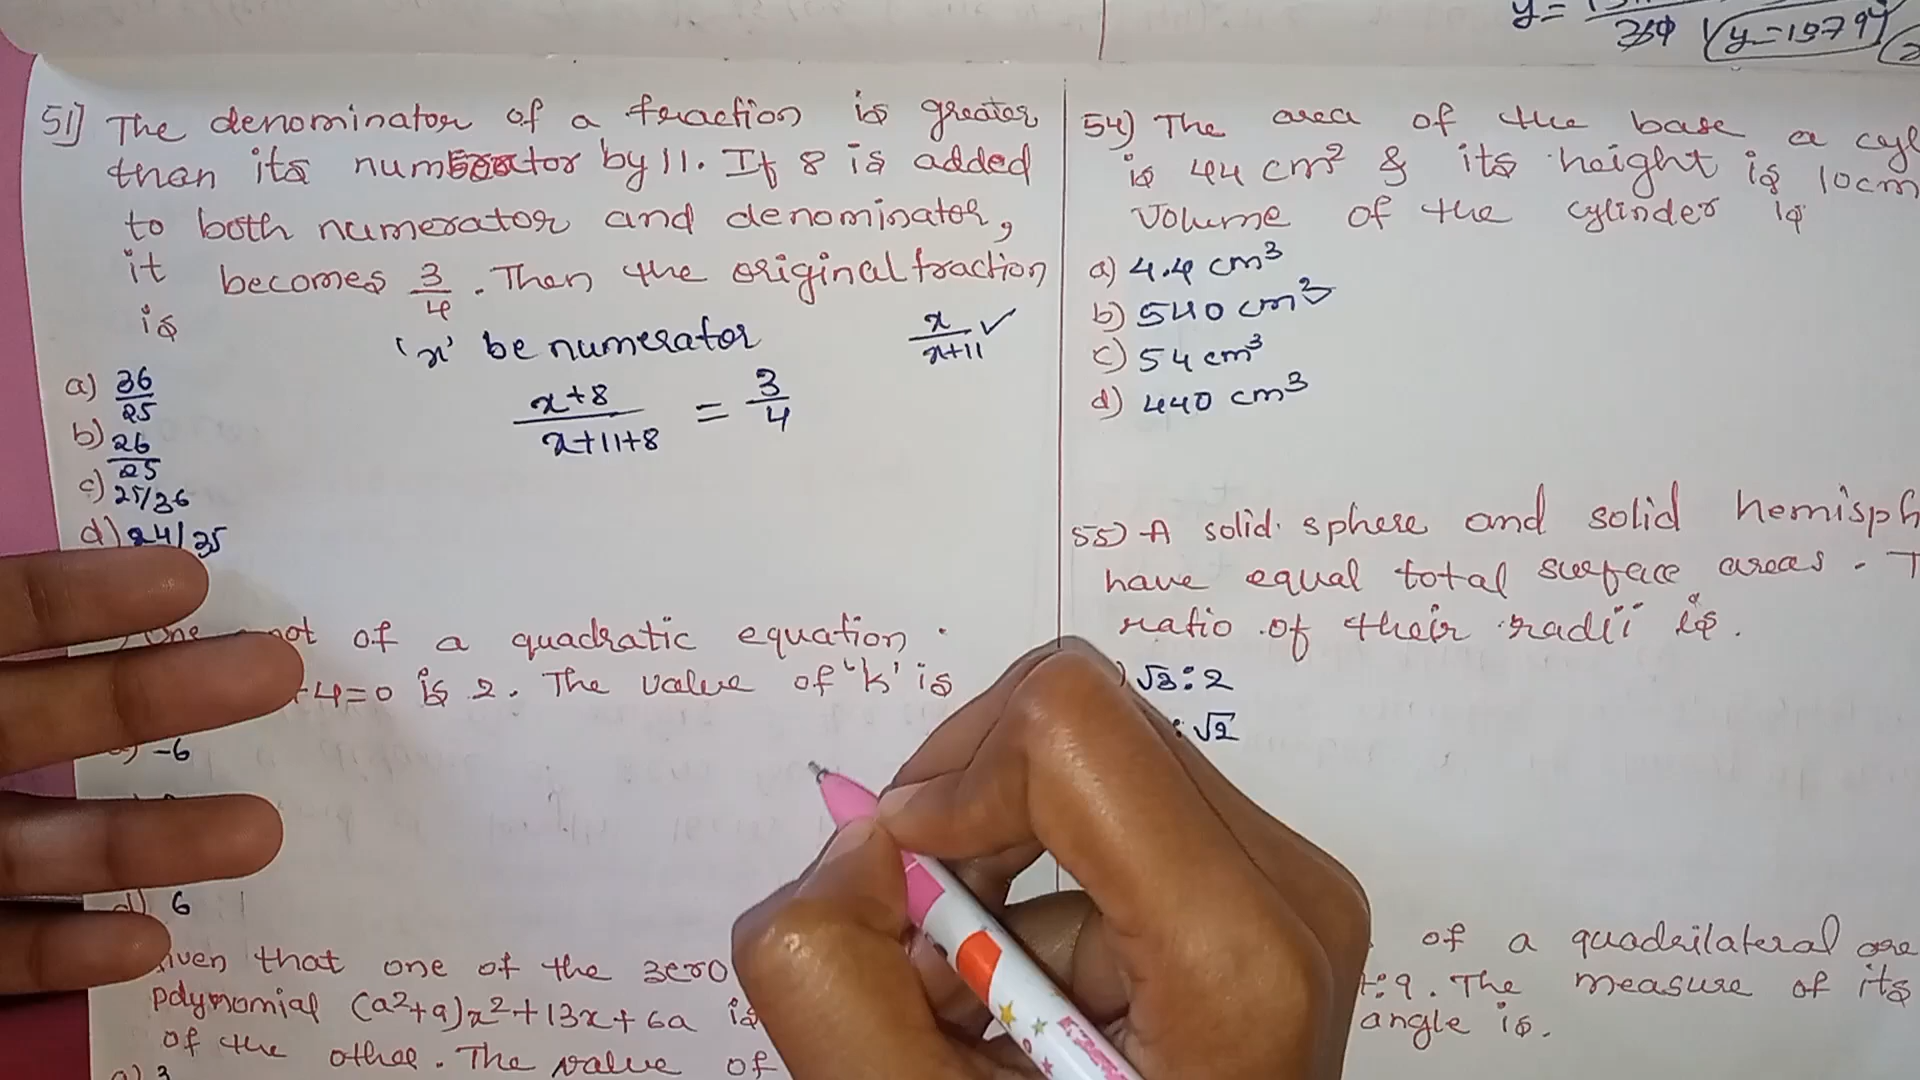 y=
350 y=1979
51) The denominator of a fraction is greater
than its numerator by 11. If 8 is added
to both numerator and denominator,
it becomes 3/4. Then the original fraction
is
'x' be numerator x/x+11 ✓
x+8/x+11+8 = 3/4
a) 36/25
b) 26/25
c) 25/36
d) 24/35
One of a quadratic equation
4=0 is 2. The value of 'k' is
-6
d) 6
that one of the zero
polynomial (a²+9)x²+13x+6a is
of the other. The value of
a) 3
54) The area of the base a cyl
is 44 cm² & its height is 10cm
Volume of the cylinder is
a) 4.4 cm³
b) 540 cm³
c) 54 cm³
d) 440 cm³
55) A solid sphere and solid hemisph
have equal total surface areas. T
ratio of their radii is.
) √3:2
: √2
of a quadrilateral are
:9. The measure of its
angle is.